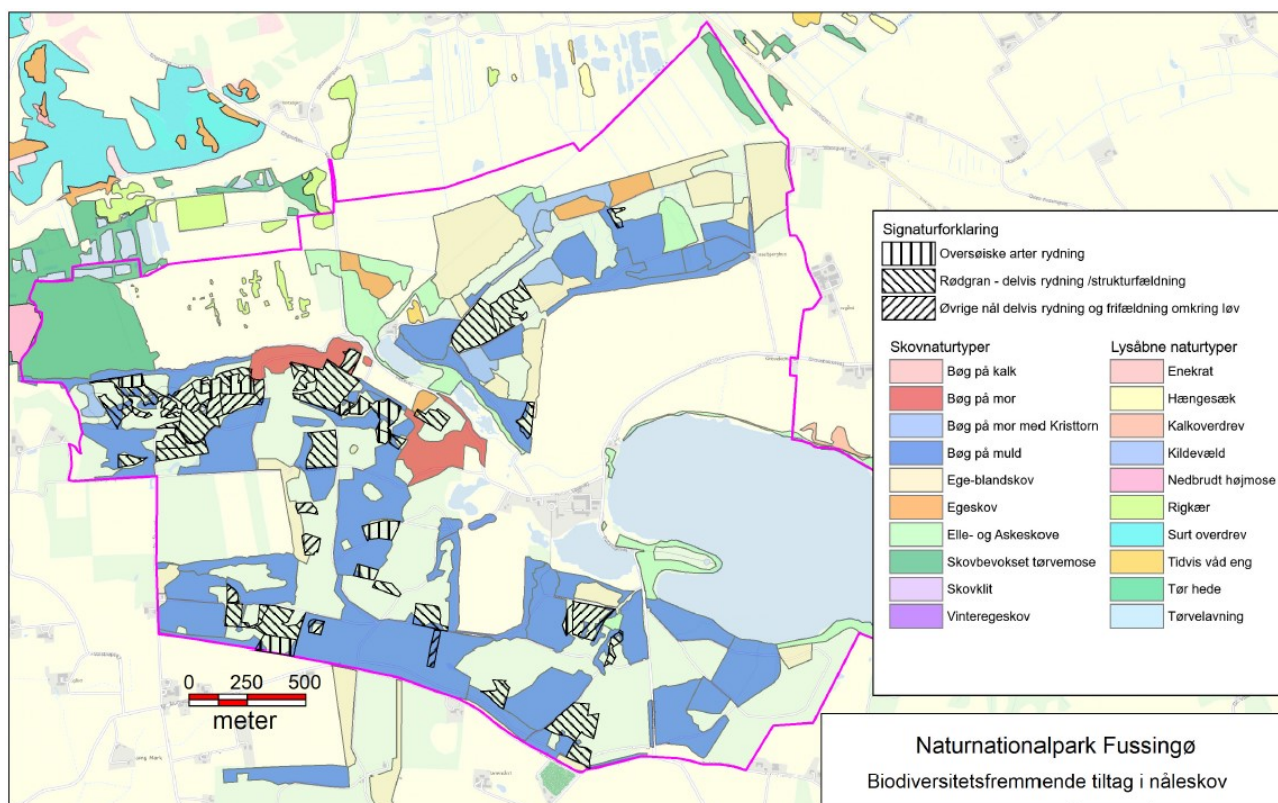 Signaturforklaring
Oversøiske arter rydning
Rødgran - delvis rydning /strukturfældning
Øvrige nål delvis rydning og frifældning omkring løv
Skovnaturtyper
Bøg på kalk
Bøg på mor
Bøg på mor med Kristtorn
Bøg på muld
Ege-blandskov
Egeskov
Elle- og Askeskove
Skovbevokset tørvemose
Skovklit
Vinteregeskov
Lysåbne naturtyper
Enekrat
Hængesæk
Kalkoverdrev
Kildevæld
Nedbrudt højmose
Rigkær
Surt overdrev
Tidvis våd eng
Tør hede
Tørvelavning
0 250 500
meter
Naturnationalpark Fussingø
Biodiversitetsfremmende tiltag i nåleskov